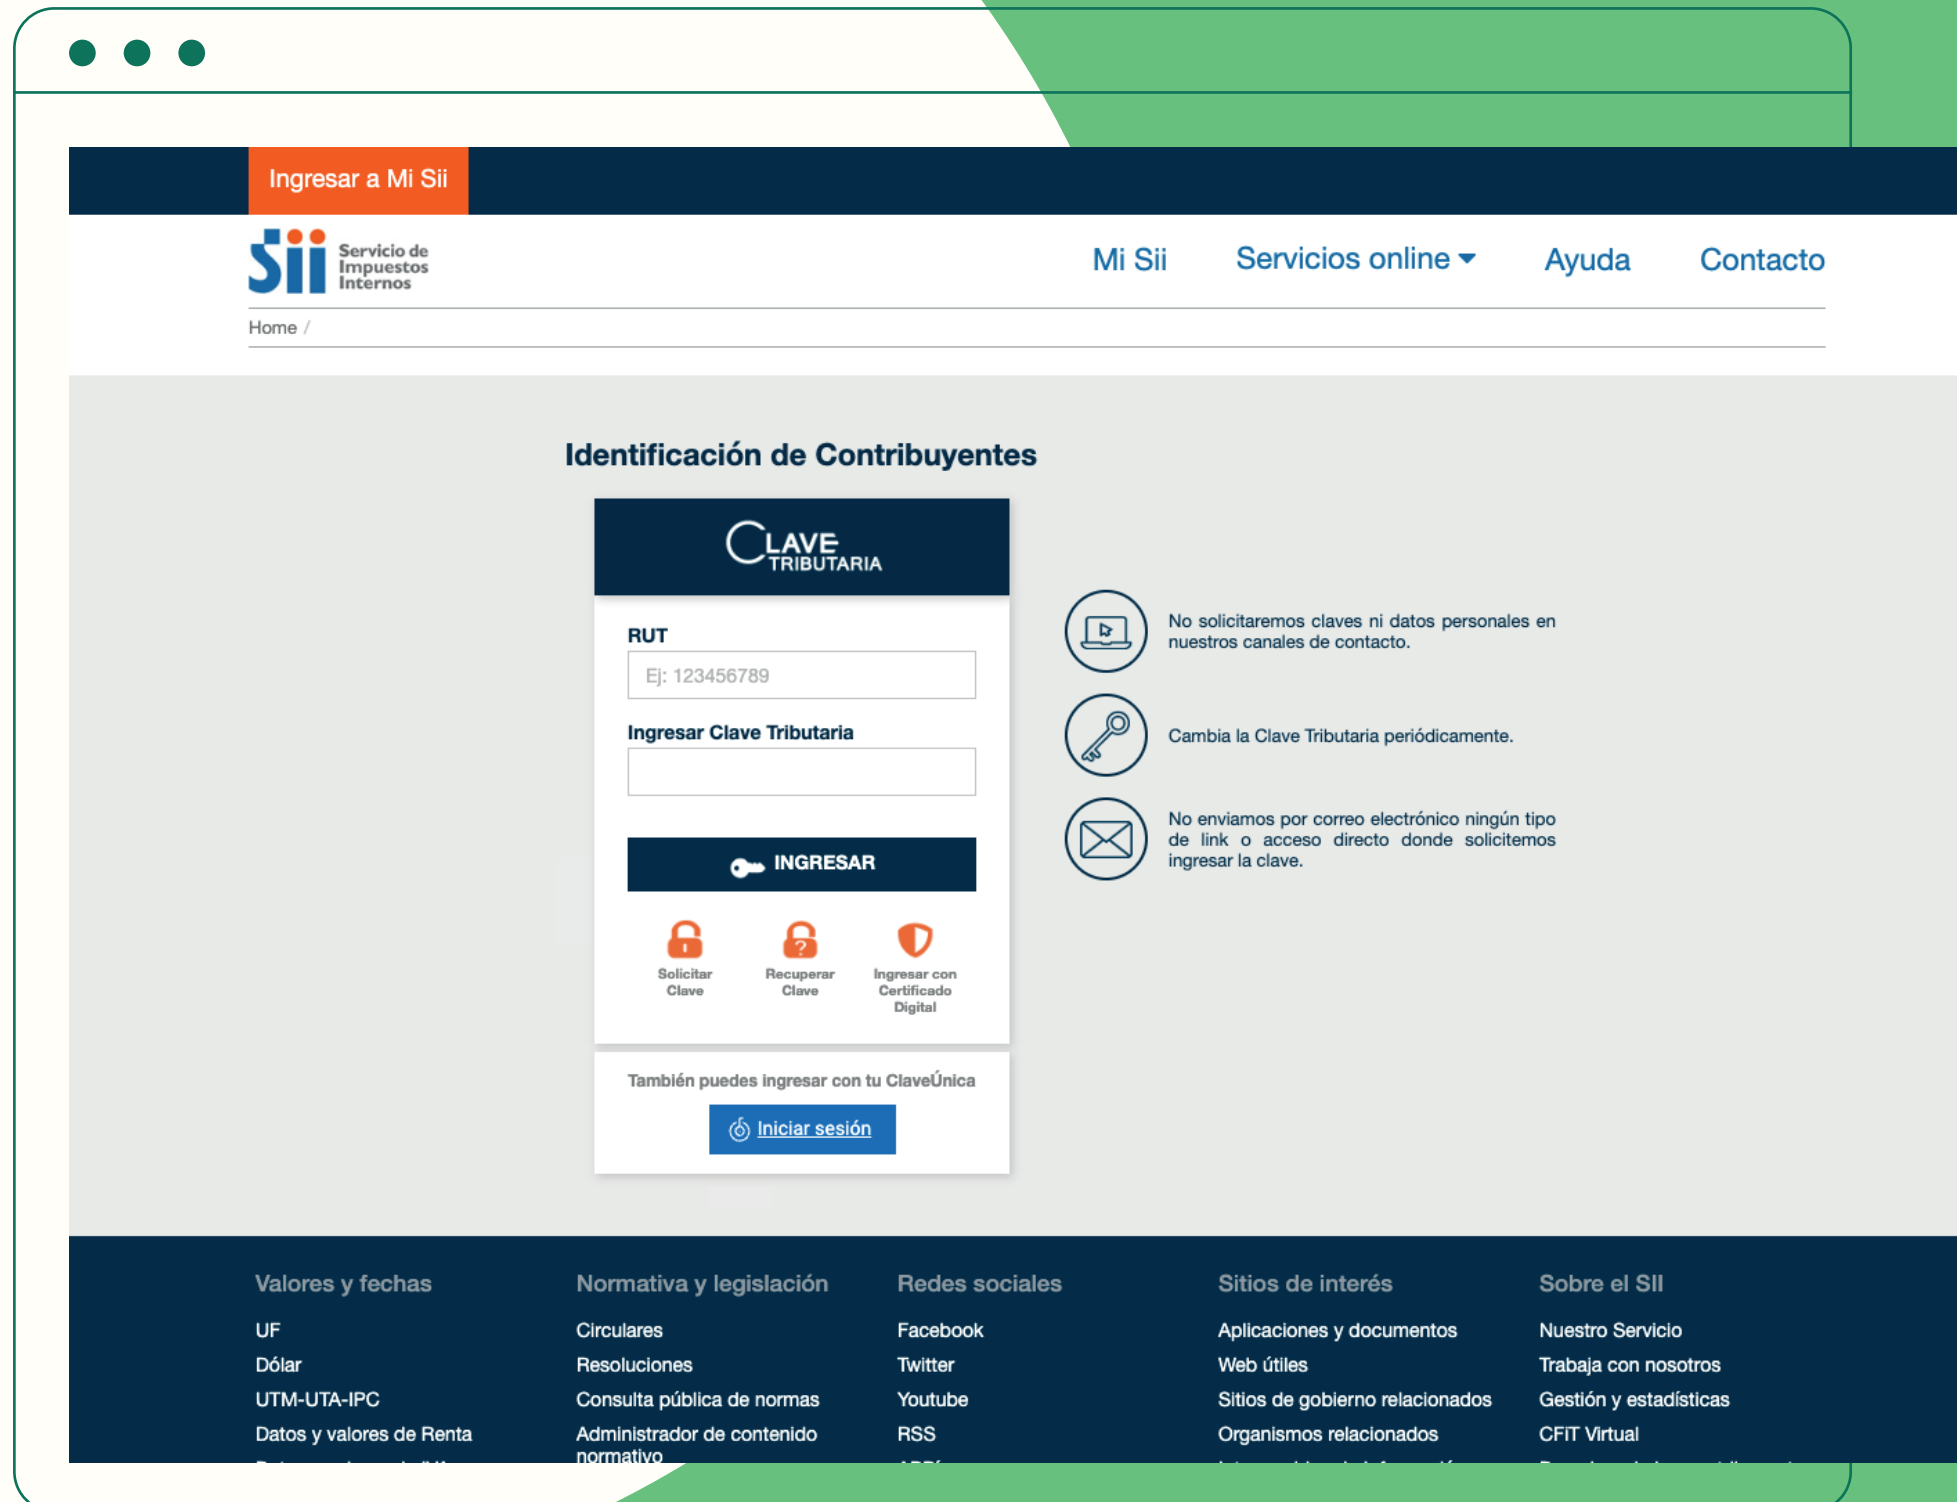 Ingresar a Mi Sii
Sii Servicio de
Impuestos
Internos
Mi Sii Servicios online Ayuda Contacto
Home /
Identificación de Contribuyentes
CLAVE
TRIBUTARIA
RUT
Ej: 123456789
Ingresar Clave Tributaria
INGRESAR
Solicitar
Clave
Recuperar
Clave
Ingresar con
Certificado
Digital
También puedes ingresar con tu ClaveÚnica
Iniciar sesión
No solicitaremos claves ni datos personales en
nuestros canales de contacto.
Cambia la Clave Tributaria periódicamente.
No enviamos por correo electrónico ningún tipo
de link o acceso directo donde solicitemos
ingresar la clave.
Valores y fechas
UF
Dólar
UTM-UTA-IPC
Datos y valores de Renta
Normativa y legislación
Circulares
Resoluciones
Consulta pública de normas
Administrador de contenido
normativo
Redes sociales
Facebook
Twitter
Youtube
RSS
Sitios de interés
Aplicaciones y documentos
Web útiles
Sitios de gobierno relacionados
Organismos relacionados
Sobre el SII
Nuestro Servicio
Trabaja con nosotros
Gestión y estadísticas
CFiT Virtual